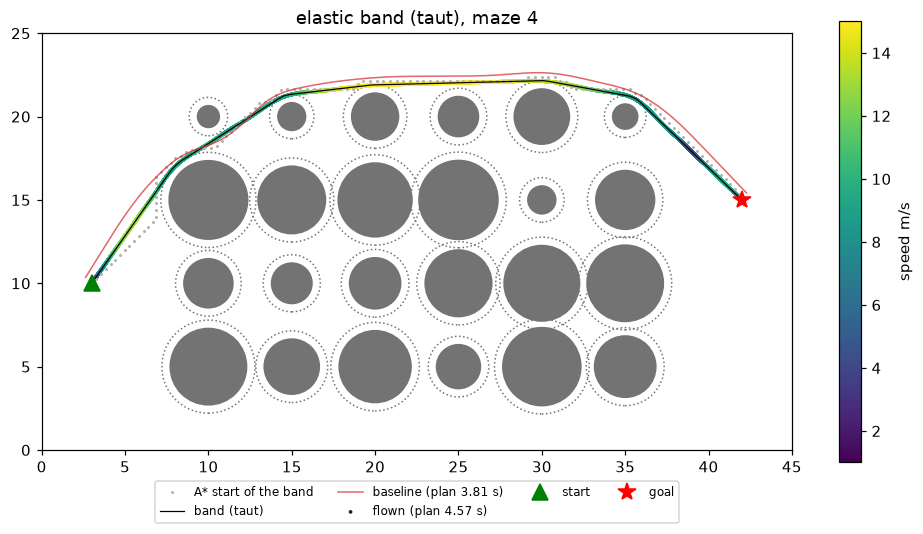 elastic band (taut), maze 4
25
20
15
10
5
0
0 5 10 15 20 25 30 35 40 45
14
12
10
8
6
4
2
speed m/s
A* start of the band
band (taut)
baseline (plan 3.81 s)
flown (plan 4.57 s)
start
goal